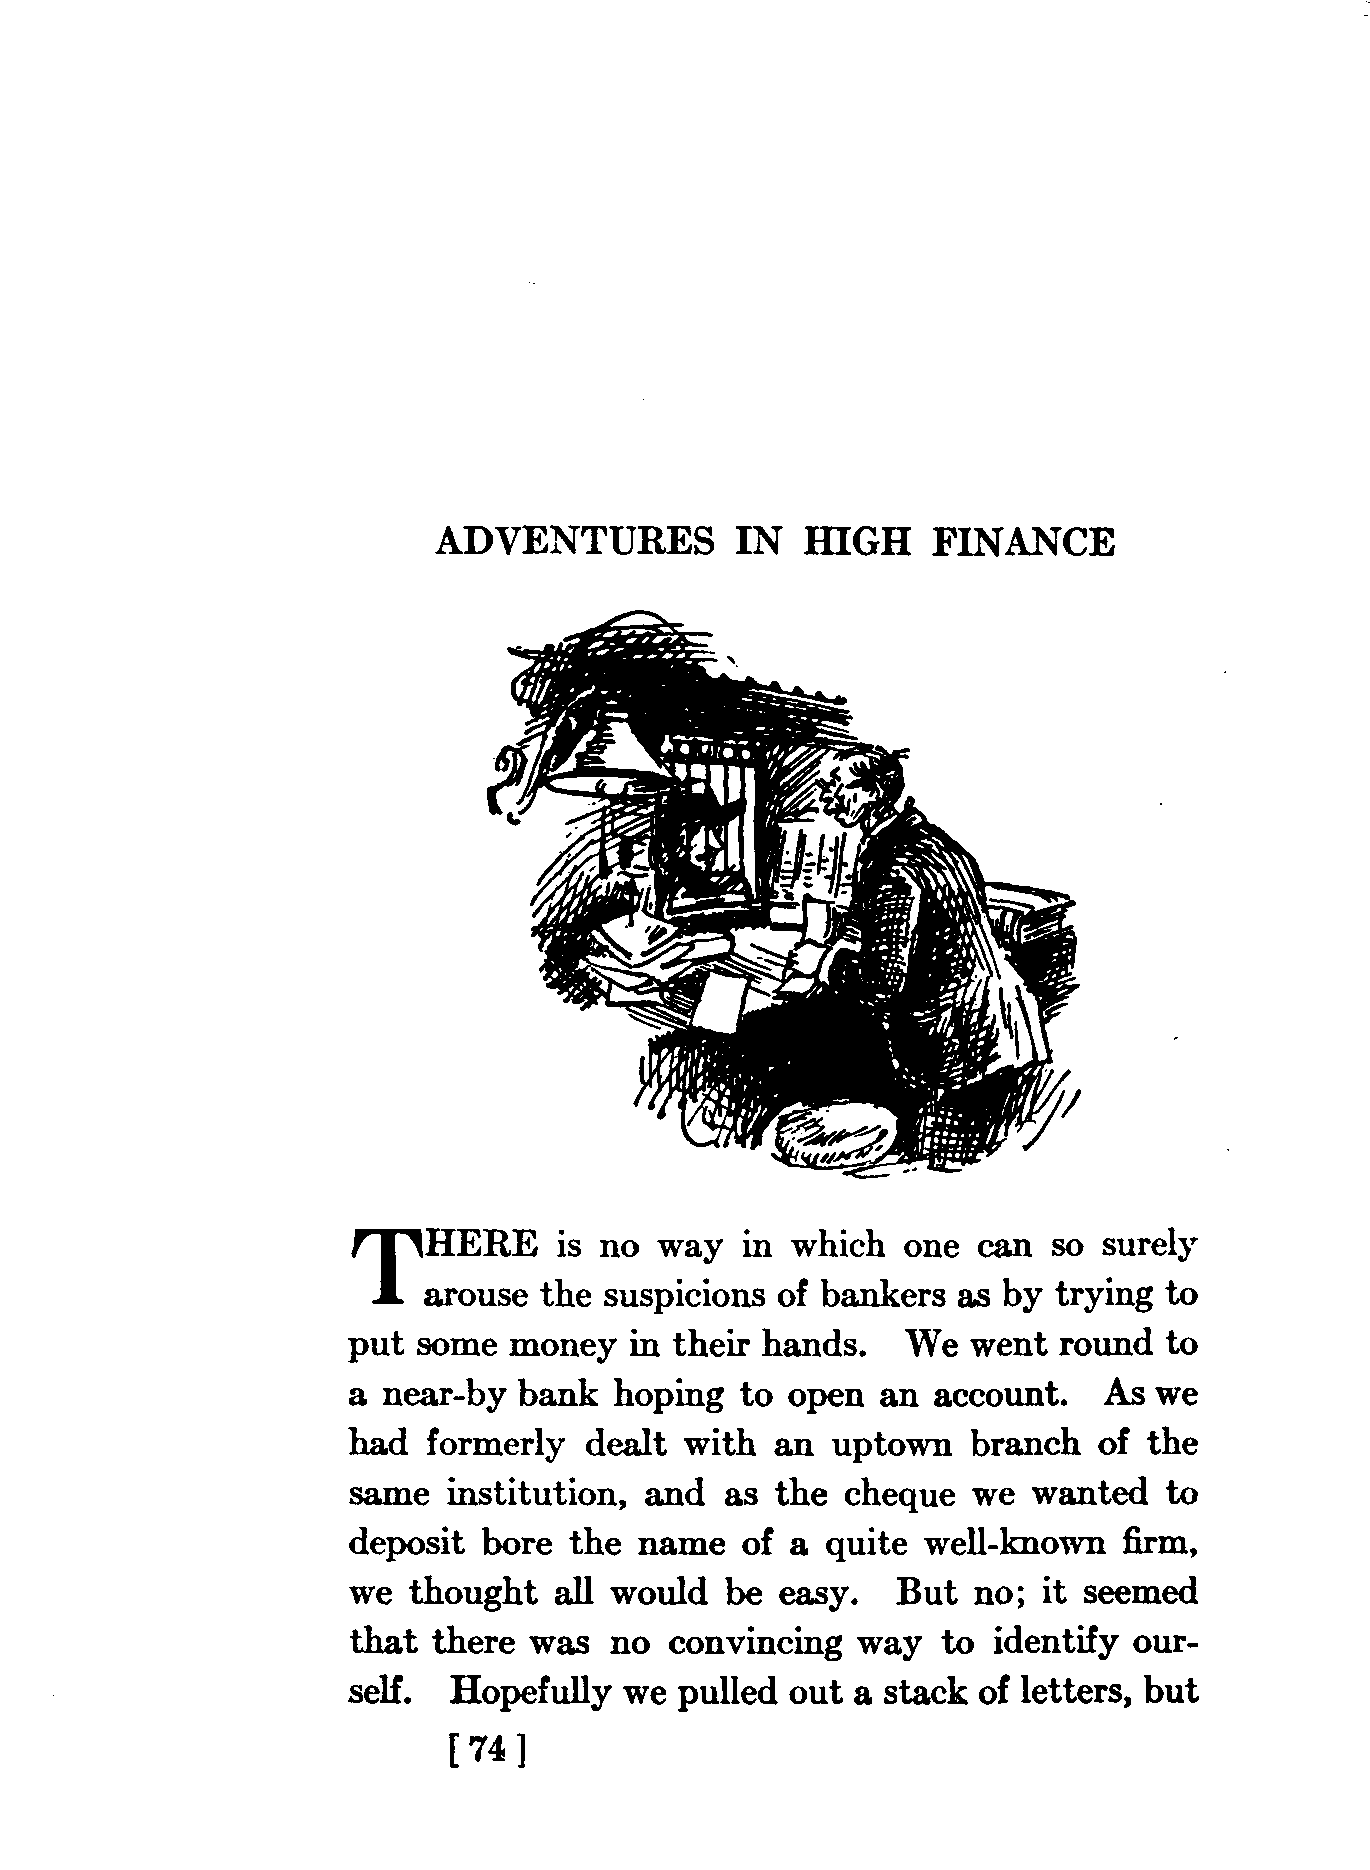 ADVENTURES IN HIGH FINANCE
THERE is no way in which one can so surely
arouse the suspicions of bankers as by trying to
put some money in their hands. We went round to
a near-by bank hoping to open an account. As we
had formerly dealt with an uptown branch of the
same institution, and as the cheque we wanted to
deposit bore the name of a quite well-known firm,
we thought all would be easy. But no; it seemed
that there was no convincing way to identify our-
self. Hopefully we pulled out a stack of letters, but
[ 74 ]